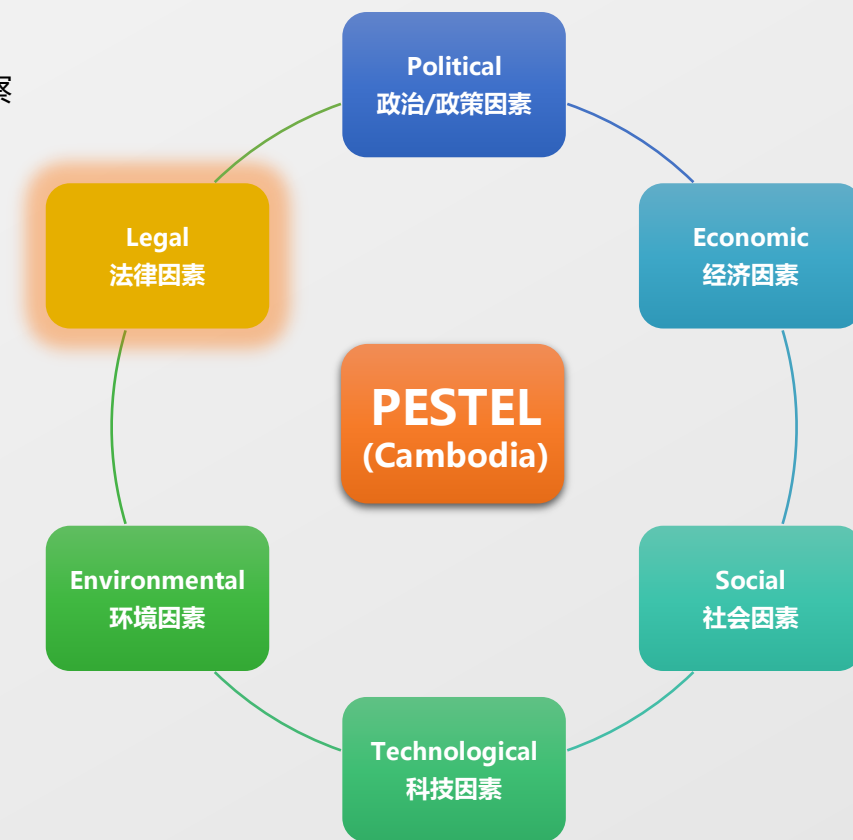 察
Political
政治/政策因素
Legal
法律因素
Economic
经济因素
PESTEL
(Cambodia)
Environmental
环境因素
Social
社会因素
Technological
科技因素